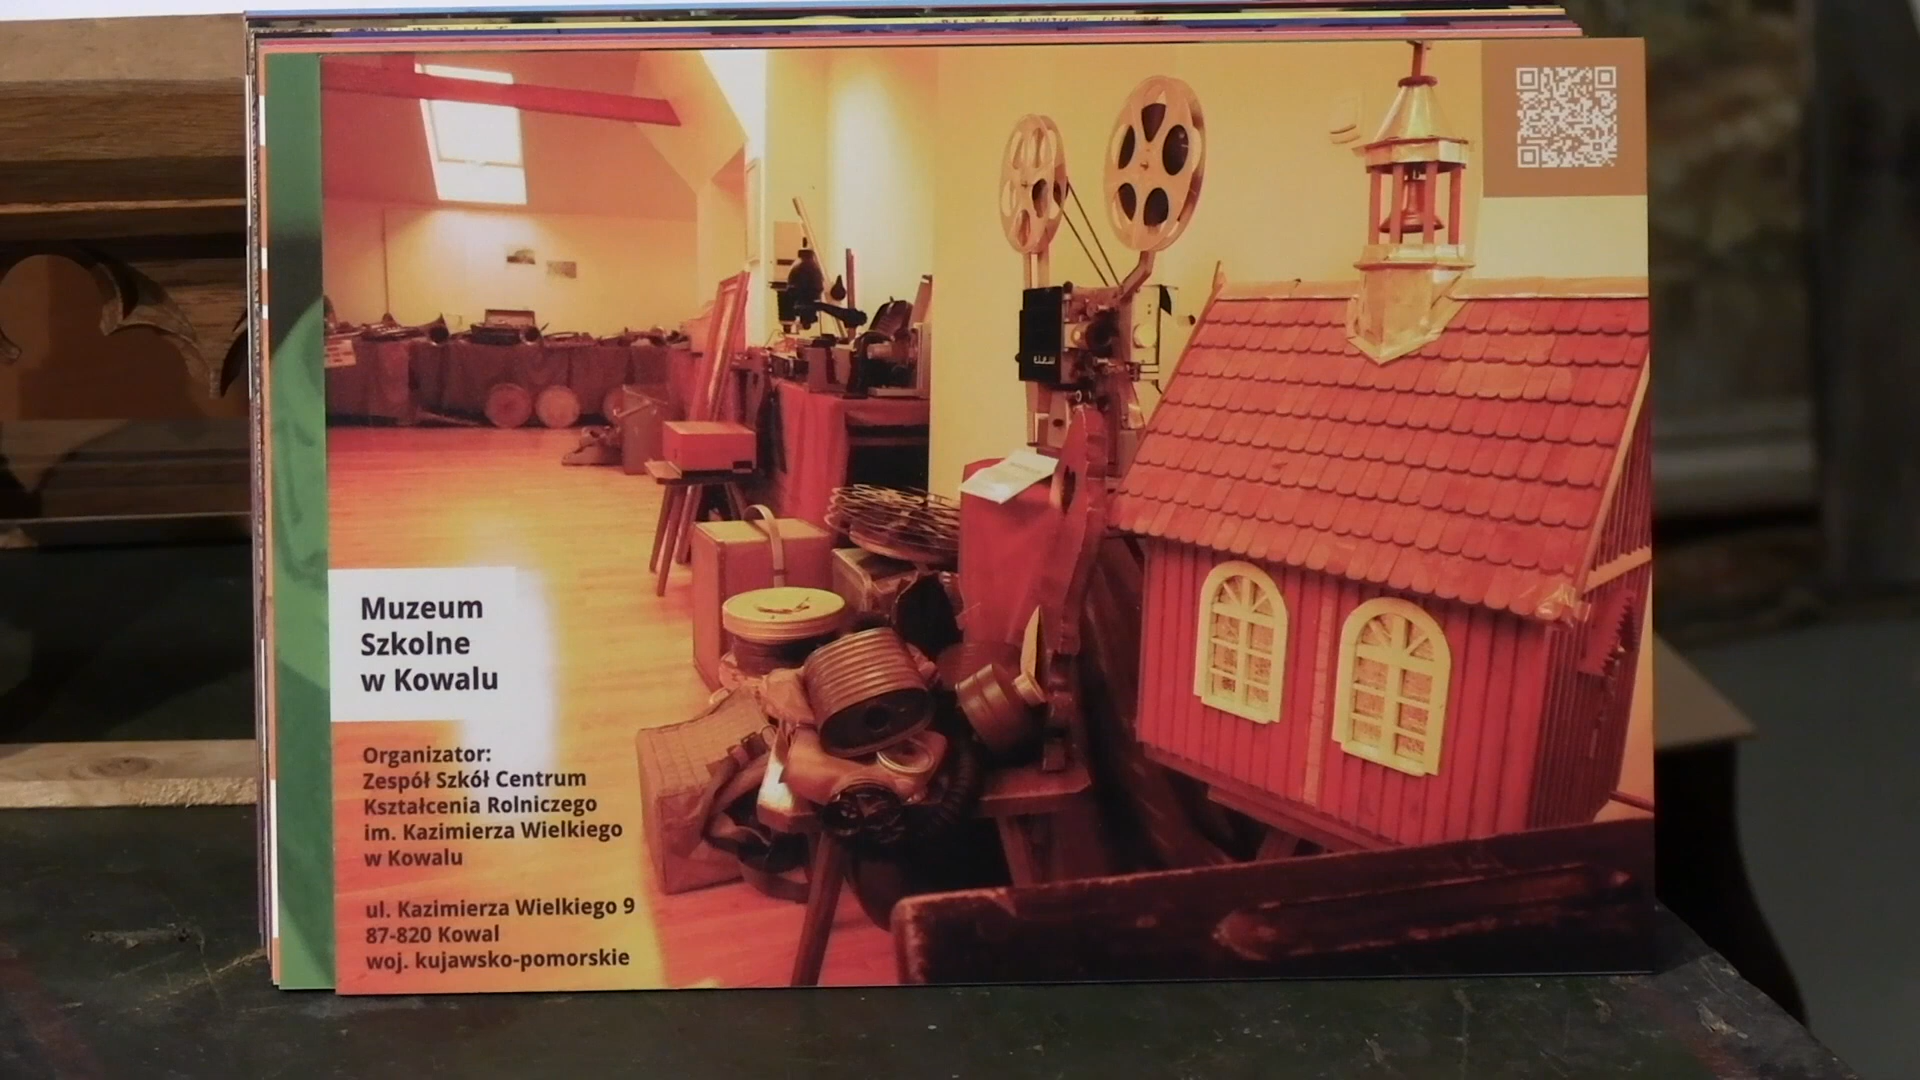 Muzeum
Szkolne
w Kowalu
Organizator:
Zespół Szkół Centrum
Kształcenia Rolniczego
im. Kazimierza Wielkiego
w Kowalu
ul. Kazimierza Wielkiego 9
87-820 Kowal
woj. kujawsko-pomorskie